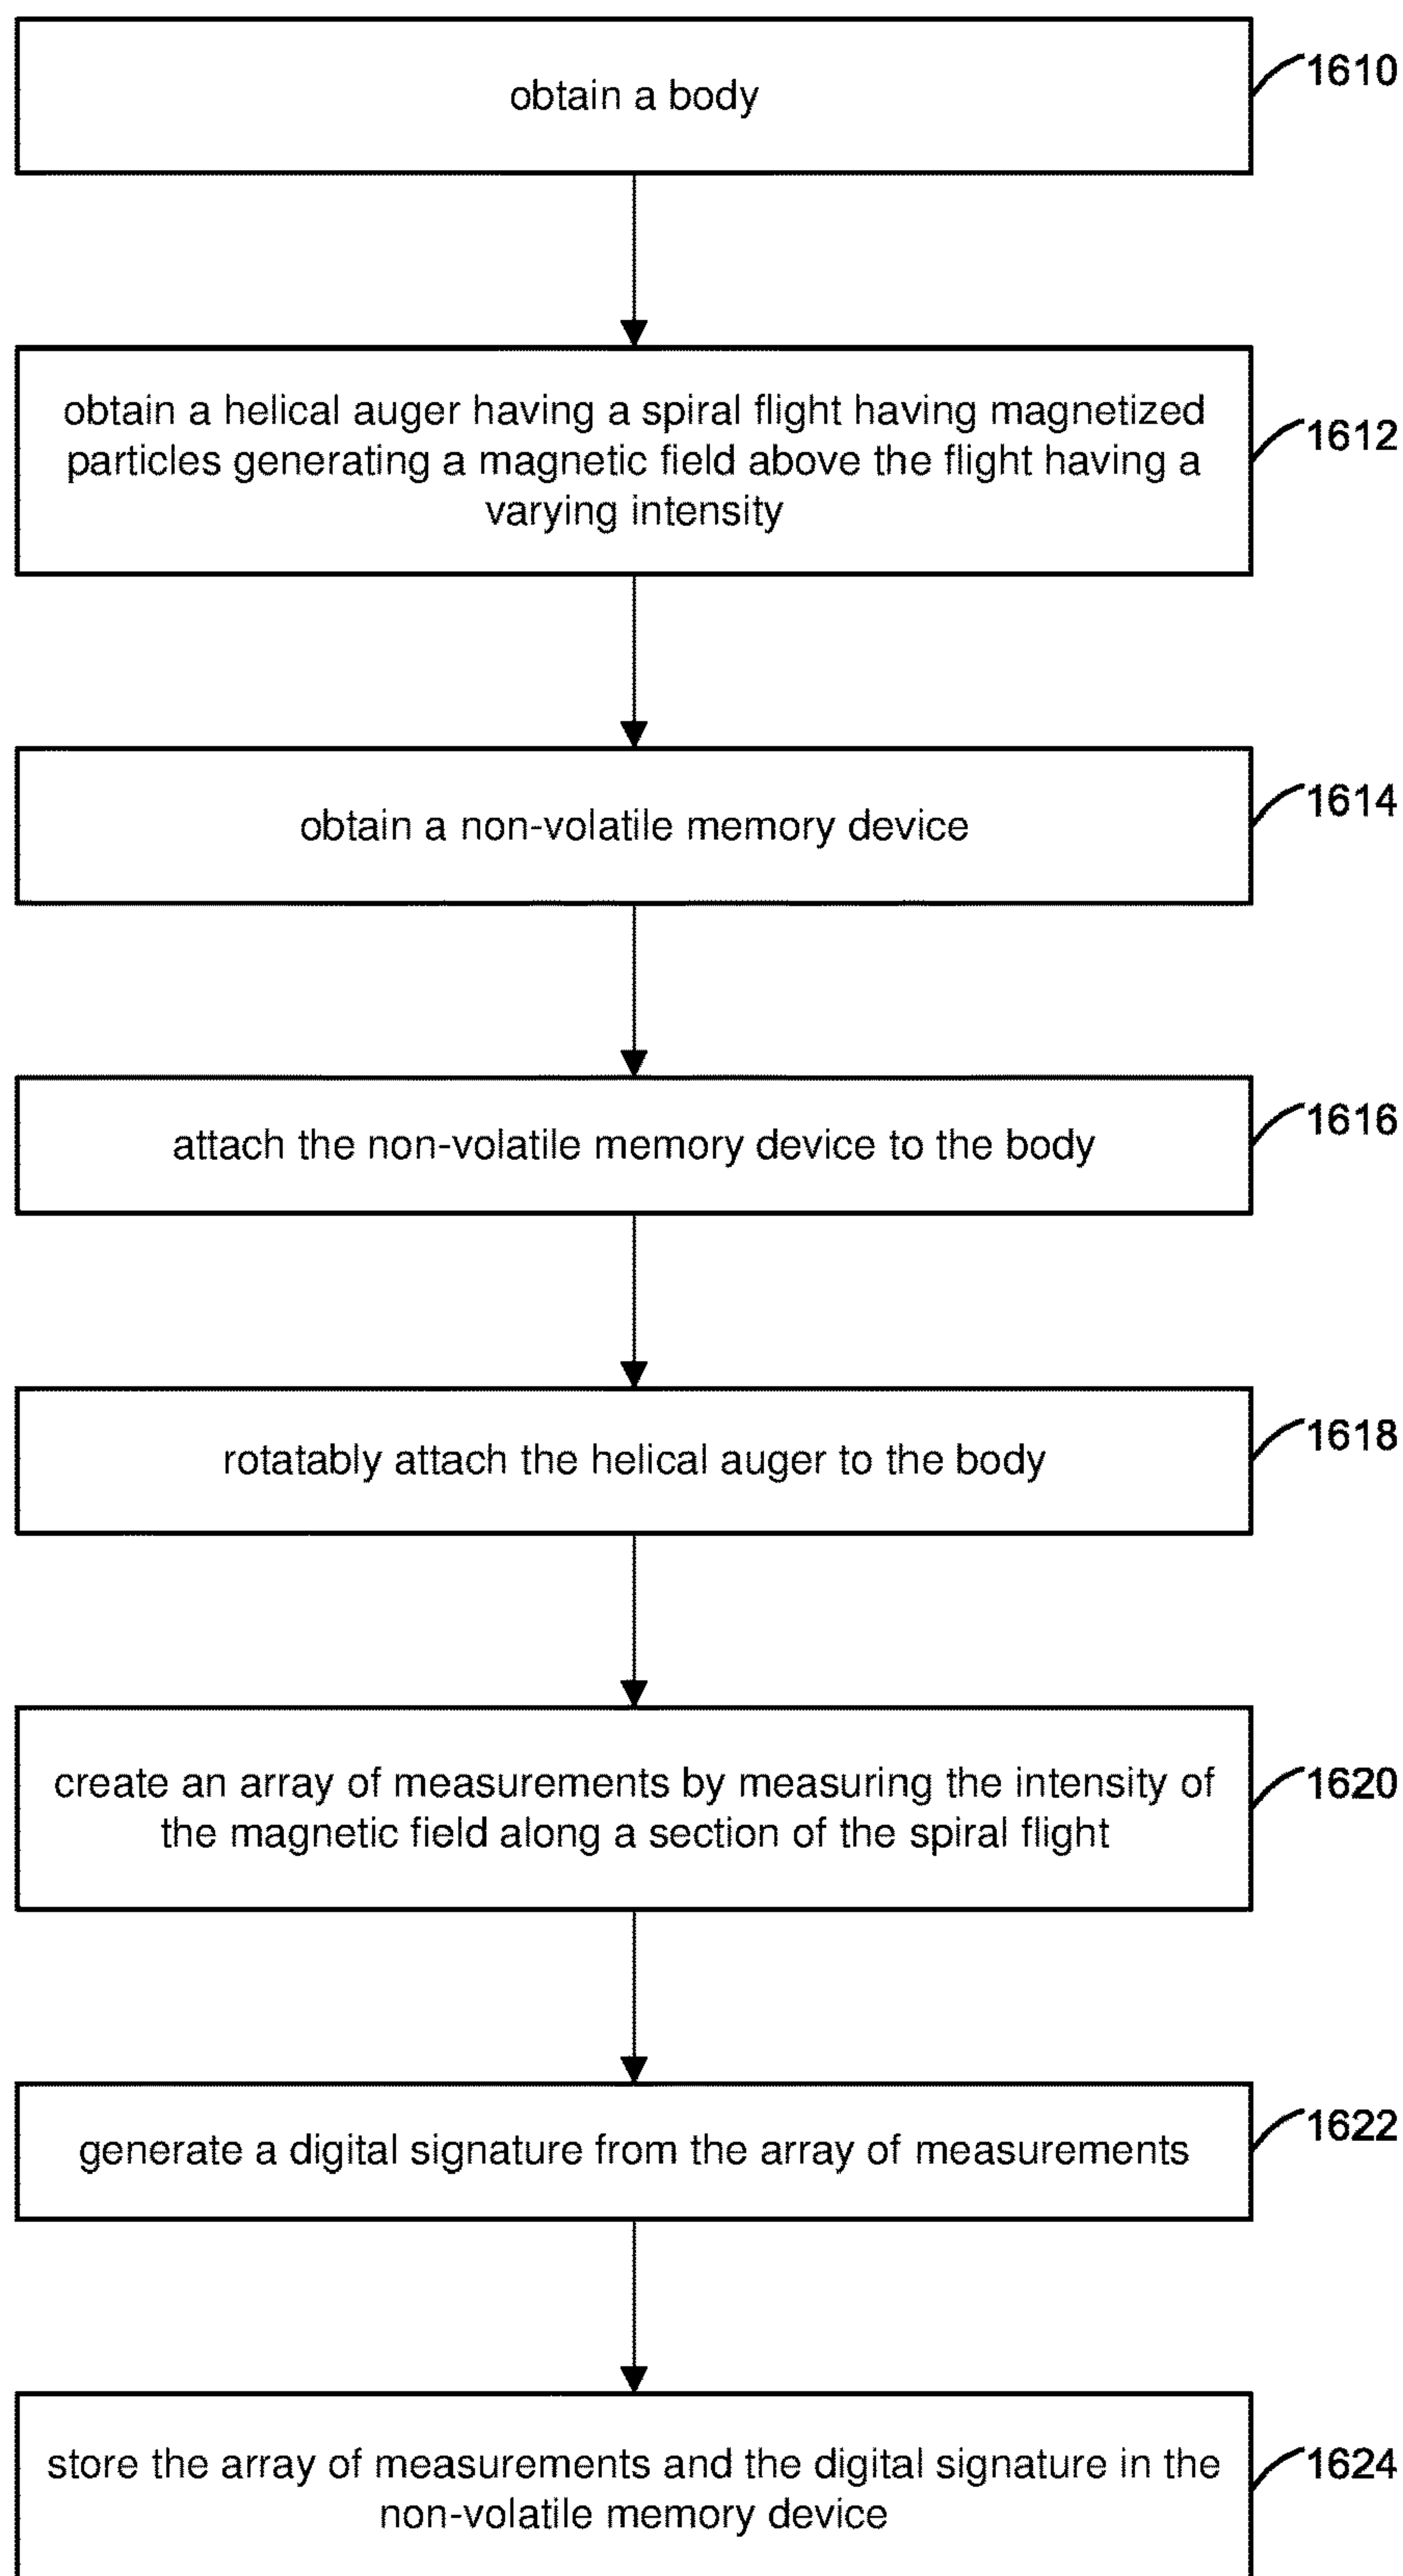 obtain a body
1610
obtain a helical auger having a spiral flight having magnetized
particles generating a magnetic field above the flight having a
varying intensity
1612
obtain a non-volatile memory device
1614
attach the non-volatile memory device to the body
1616
rotatably attach the helical auger to the body
1618
create an array of measurements by measuring the intensity of
the magnetic field along a section of the spiral flight
1620
generate a digital signature from the array of measurements
1622
store the array of measurements and the digital signature in the
non-volatile memory device
1624